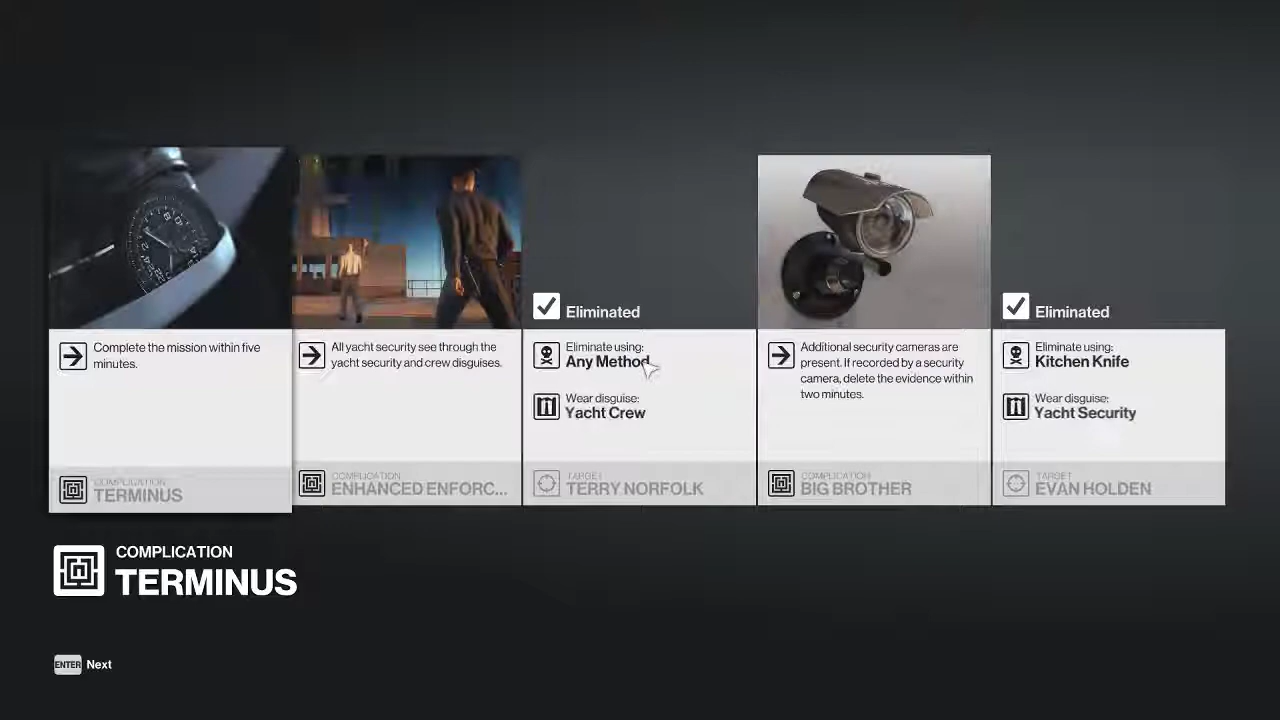 Complete the mission within five
minutes.
COMPLICATION
TERMINUS
All yacht security see through the
yacht security and crew disguises.
COMPLICATION
ENHANCED ENFORC...
Eliminated
Eliminate using:
Any Method
Wear disguise:
Yacht Crew
TARGET
TERRY NORFOLK
Additional security cameras are
present. If recorded by a security
camera, delete the evidence within
two minutes.
COMPLICATION
BIG BROTHER
Eliminated
Eliminate using:
Kitchen Knife
Wear disguise:
Yacht Security
TARGET
EVAN HOLDEN
COMPLICATION
TERMINUS
ENTER Next